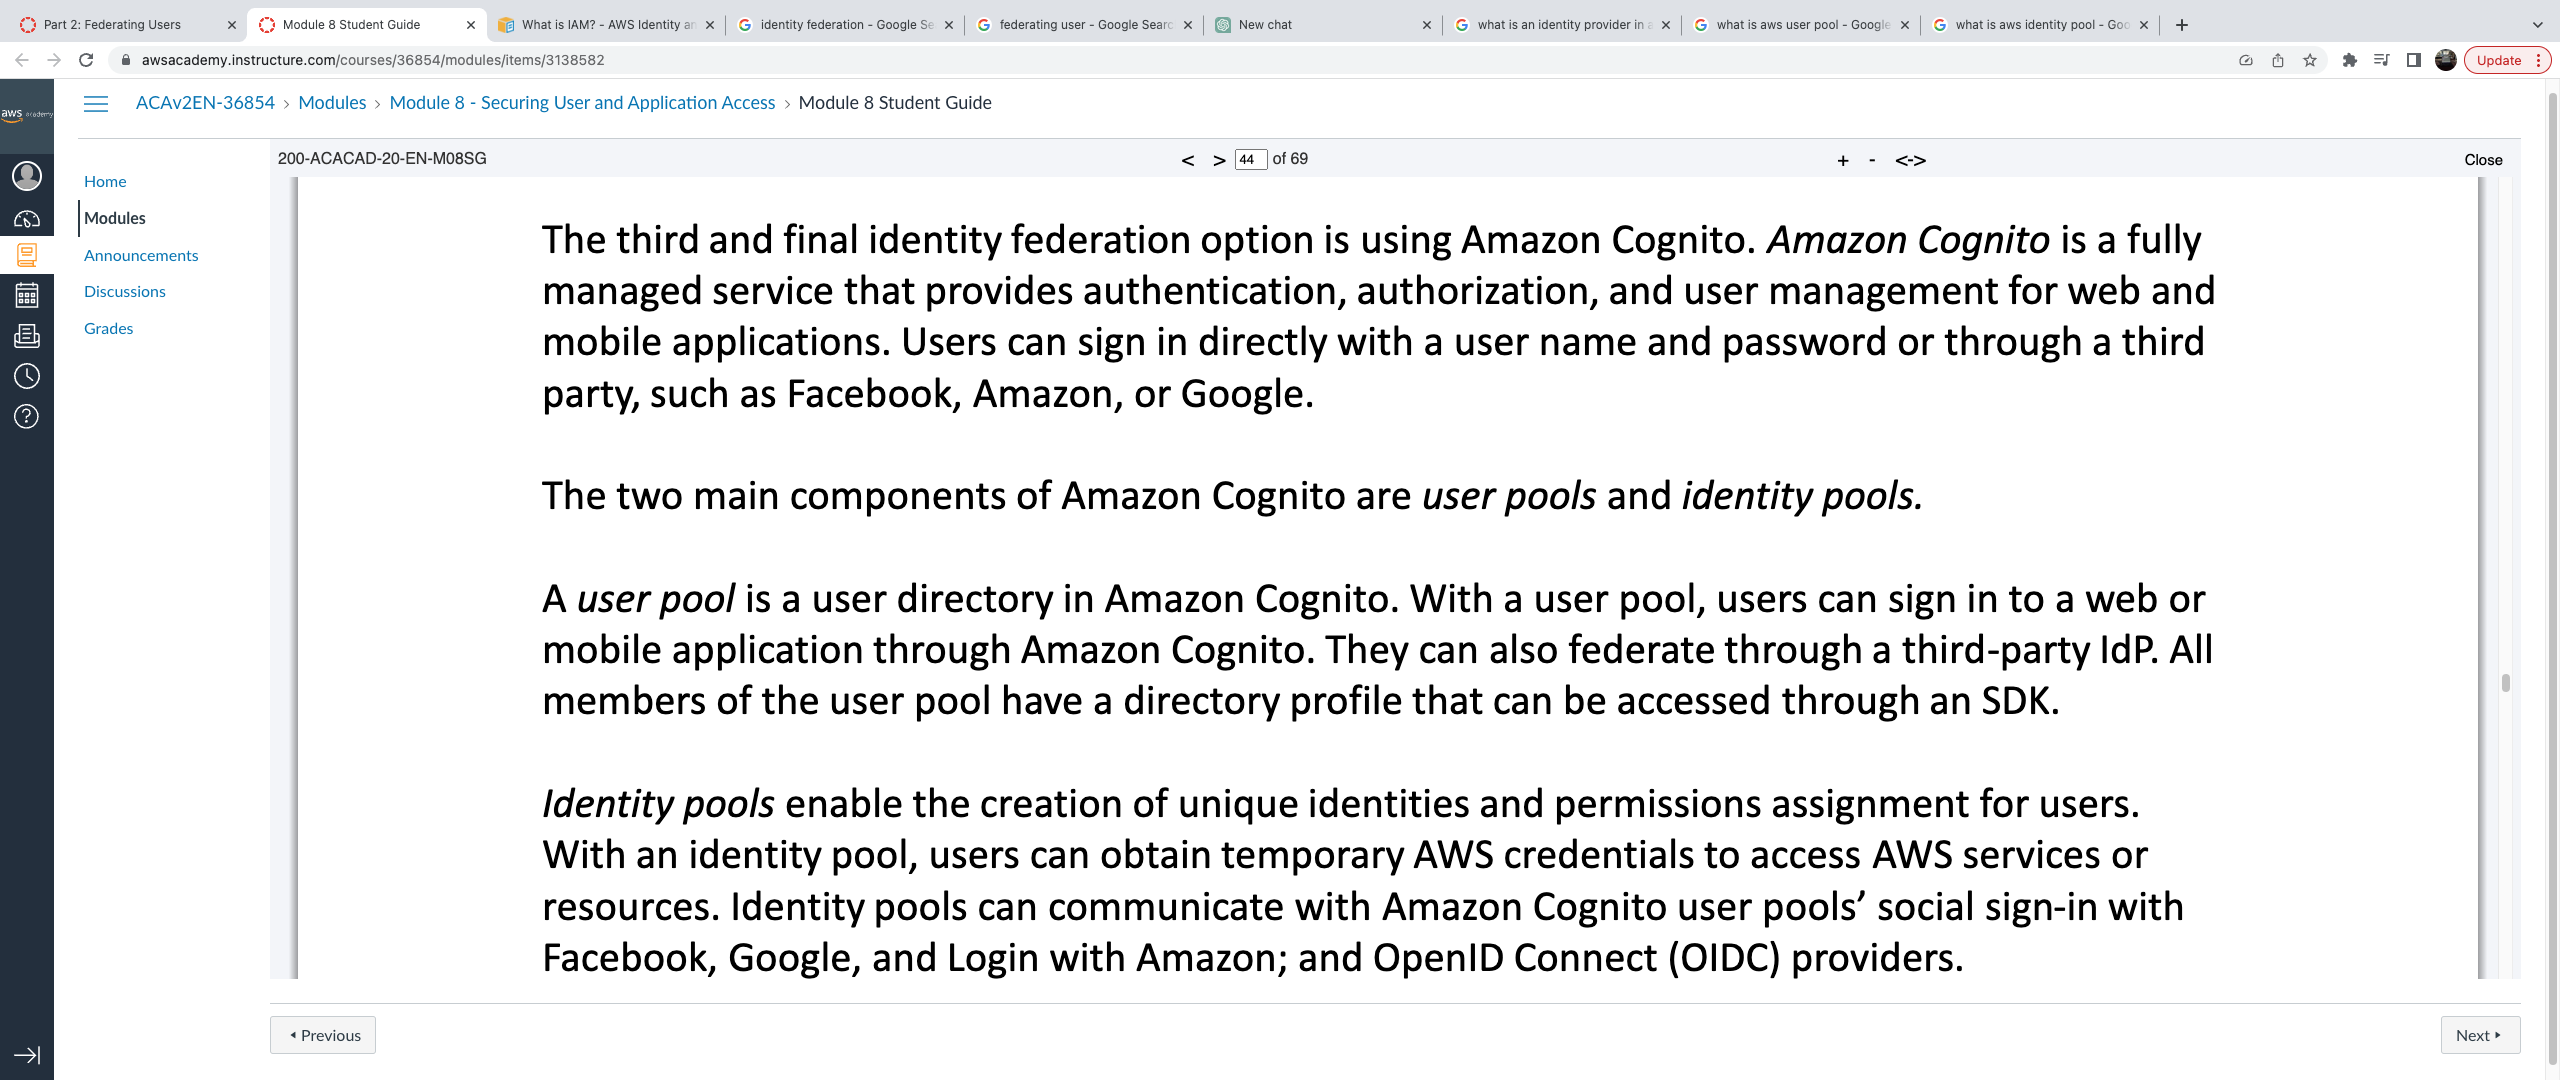 Part 2: Federating Users
Module 8 Student Guide
What is IAM? - AWS Identity an
identity federation - Google Se
federating user - Google Searc
New chat
what is an identity provider in a
what is aws user pool - Google
what is aws identity pool - Goo
awsacademy.instructure.com/courses/36854/modules/items/3138582
Update
aws academy
ACAv2EN-36854 › Modules › Module 8 - Securing User and Application Access › Module 8 Student Guide
200-ACACAD-20-EN-M08SG
< > 44 of 69
+ - <->
Close
Home
Modules
Announcements
Discussions
Grades
The third and final identity federation option is using Amazon Cognito. Amazon Cognito is a fully
managed service that provides authentication, authorization, and user management for web and
mobile applications. Users can sign in directly with a user name and password or through a third
party, such as Facebook, Amazon, or Google.
The two main components of Amazon Cognito are user pools and identity pools.
A user pool is a user directory in Amazon Cognito. With a user pool, users can sign in to a web or
mobile application through Amazon Cognito. They can also federate through a third-party IdP. All
members of the user pool have a directory profile that can be accessed through an SDK.
Identity pools enable the creation of unique identities and permissions assignment for users.
With an identity pool, users can obtain temporary AWS credentials to access AWS services or
resources. Identity pools can communicate with Amazon Cognito user pools’ social sign-in with
Facebook, Google, and Login with Amazon; and OpenID Connect (OIDC) providers.
Previous
Next